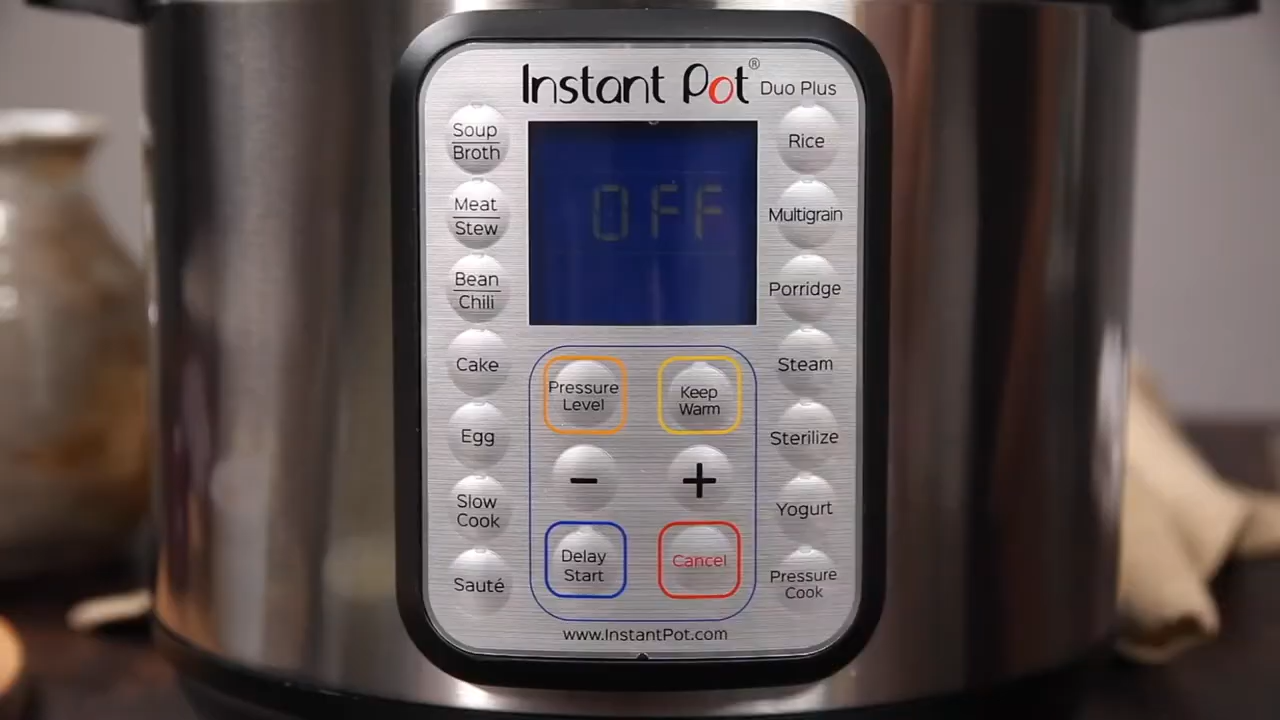 Instant Pot® Duo Plus
Soup
Broth
Meat
Stew
Bean
Chili
Cake
Egg
Slow
Cook
Sauté
OFF
Pressure
Level
Keep
Warm
−
+
Delay
Start
Cancel
Rice
Multigrain
Porridge
Steam
Sterilize
Yogurt
Pressure
Cook
www.InstantPot.com